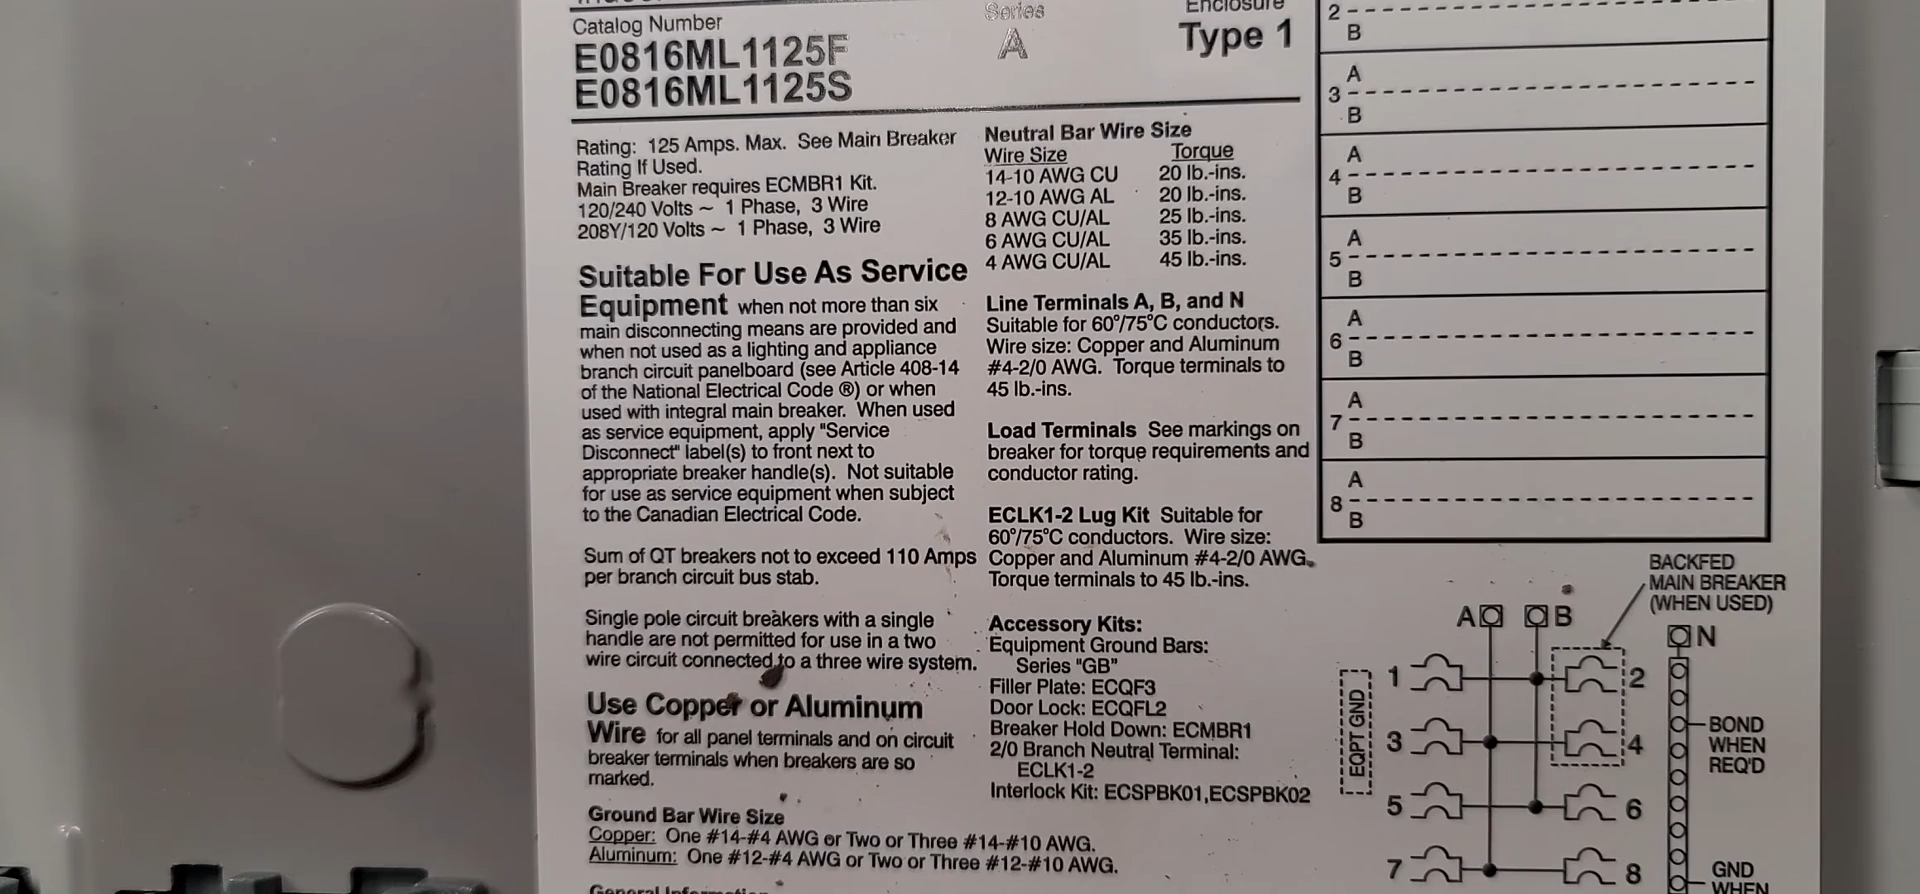 Catalog Number
E0816ML1125F
E0816ML1125S
Series
A
Enclosure
Type 1
Rating: 125 Amps. Max. See Main Breaker
Rating If Used.
Main Breaker requires ECMBR1 Kit.
120/240 Volts ~ 1 Phase, 3 Wire
208Y/120 Volts ~ 1 Phase, 3 Wire
Suitable For Use As Service
Equipment when not more than six
main disconnecting means are provided and
when not used as a lighting and appliance
branch circuit panelboard (see Article 408-14
of the National Electrical Code ®) or when
used with integral main breaker. When used
as service equipment, apply "Service
Disconnect" label(s) to front next to
appropriate breaker handle(s). Not suitable
for use as service equipment when subject
to the Canadian Electrical Code.
Sum of QT breakers not to exceed 110 Amps
per branch circuit bus stab.
Single pole circuit breakers with a single
handle are not permitted for use in a two
wire circuit connected to a three wire system.
Use Copper or Aluminum
Wire for all panel terminals and on circuit
breaker terminals when breakers are so
marked.
Ground Bar Wire Size
Copper: One #14-#4 AWG or Two or Three #14-#10 AWG.
Aluminum: One #12-#4 AWG or Two or Three #12-#10 AWG.
General Information
Neutral Bar Wire Size
Wire Size Torque
14-10 AWG CU 20 lb.-ins.
12-10 AWG AL 20 lb.-ins.
8 AWG CU/AL 25 lb.-ins.
6 AWG CU/AL 35 lb.-ins.
4 AWG CU/AL 45 lb.-ins.
Line Terminals A, B, and N
Suitable for 60°/75°C conductors.
Wire size: Copper and Aluminum
#4-2/0 AWG. Torque terminals to
45 lb.-ins.
Load Terminals See markings on
breaker for torque requirements and
conductor rating.
ECLK1-2 Lug Kit Suitable for
60°/75°C conductors. Wire size:
Copper and Aluminum #4-2/0 AWG.
Torque terminals to 45 lb.-ins.
Accessory Kits:
Equipment Ground Bars:
Series "GB"
Filler Plate: ECQF3
Door Lock: ECQFL2
Breaker Hold Down: ECMBR1
2/0 Branch Neutral Terminal:
ECLK1-2
Interlock Kit: ECSPBK01,ECSPBK02
2
B
A
3
B
A
4
B
A
5
B
A
6
B
A
7
B
A
8
B
BACKFED
MAIN BREAKER
(WHEN USED)
A B
N
1 2
3 4
5 6
7 8
EQPT GND
BOND
WHEN
REQ'D
GND
WHEN